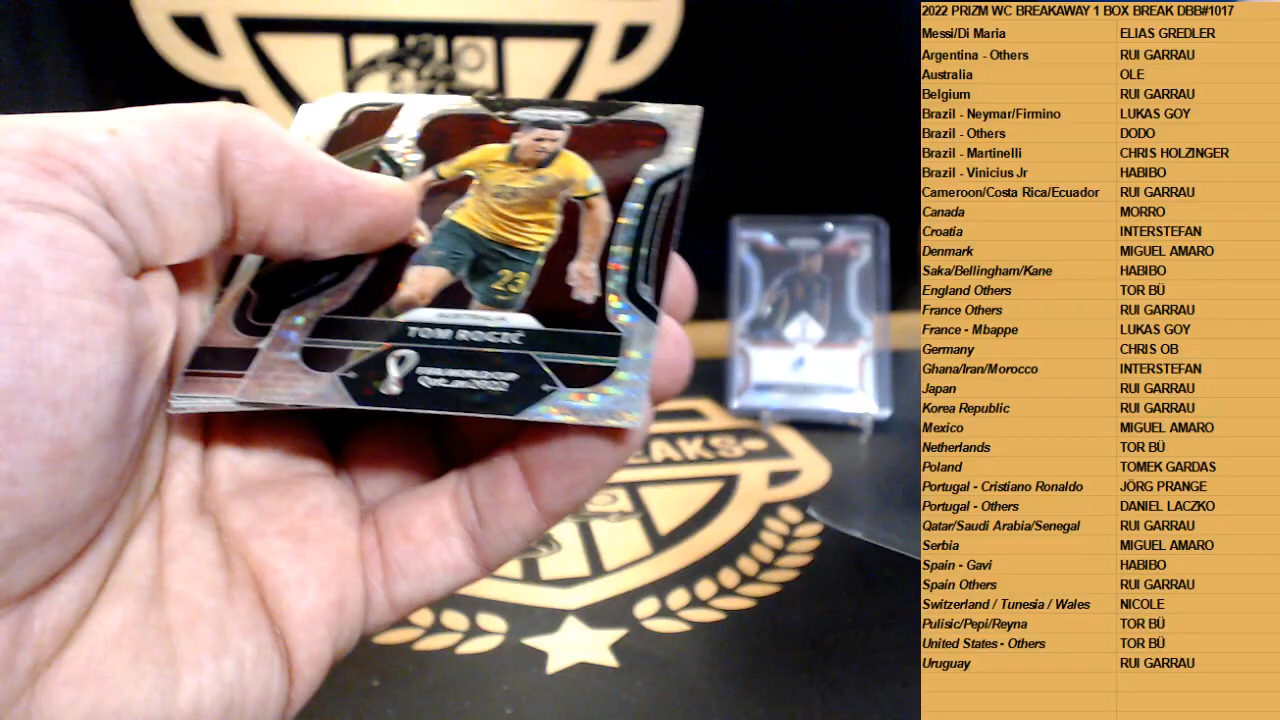 2022 PRIZM WC BREAKAWAY 1 BOX BREAK DBB#1017
Messi/Di Maria ELIAS GREDLER
Argentina - Others RUI GARRAU
Australia OLE
Belgium RUI GARRAU
Brazil - Neymar/Firmino LUKAS GOY
Brazil - Others DODO
Brazil - Martinelli CHRIS HOLZINGER
Brazil - Vinicius Jr HABIBO
Cameroon/Costa Rica/Ecuador RUI GARRAU
Canada MORRO
Croatia INTERSTEFAN
Denmark MIGUEL AMARO
Saka/Bellingham/Kane HABIBO
England Others TOR BÜ
France Others RUI GARRAU
France - Mbappe LUKAS GOY
Germany CHRIS OB
Ghana/Iran/Morocco INTERSTEFAN
Japan RUI GARRAU
Korea Republic RUI GARRAU
Mexico MIGUEL AMARO
Netherlands TOR BÜ
Poland TOMEK GARDAS
Portugal - Cristiano Ronaldo JÖRG PRANGE
Portugal - Others DANIEL LACZKO
Qatar/Saudi Arabia/Senegal RUI GARRAU
Serbia MIGUEL AMARO
Spain - Gavi HABIBO
Spain Others RUI GARRAU
Switzerland / Tunesia / Wales NICOLE
Pulisic/Pepi/Reyna TOR BÜ
United States - Others TOR BÜ
Uruguay RUI GARRAU
23
AUSTRALIA
TOM ROGIĆ
FIFA WORLD CUP
Qatar2022